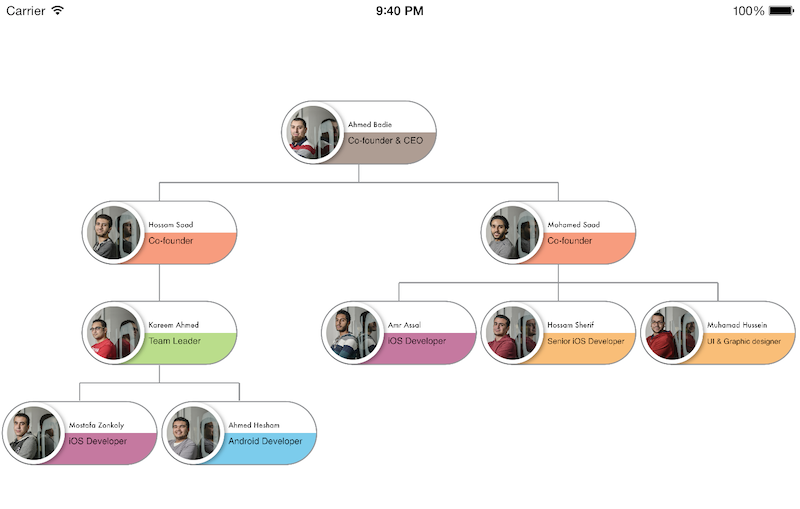 Carrier 9:40 PM 100%
Ahmed Badie
Co-founder & CEO
Hossam Saad
Co-founder
Mohamed Saad
Co-founder
Kareem Ahmed
Team Leader
Amr Assal
iOS Developer
Hossam Sherif
Senior iOS Developer
Muhamad Hussein
UI & Graphic designer
Mostafa Zonkoly
iOS Developer
Ahmed Hesham
Android Developer